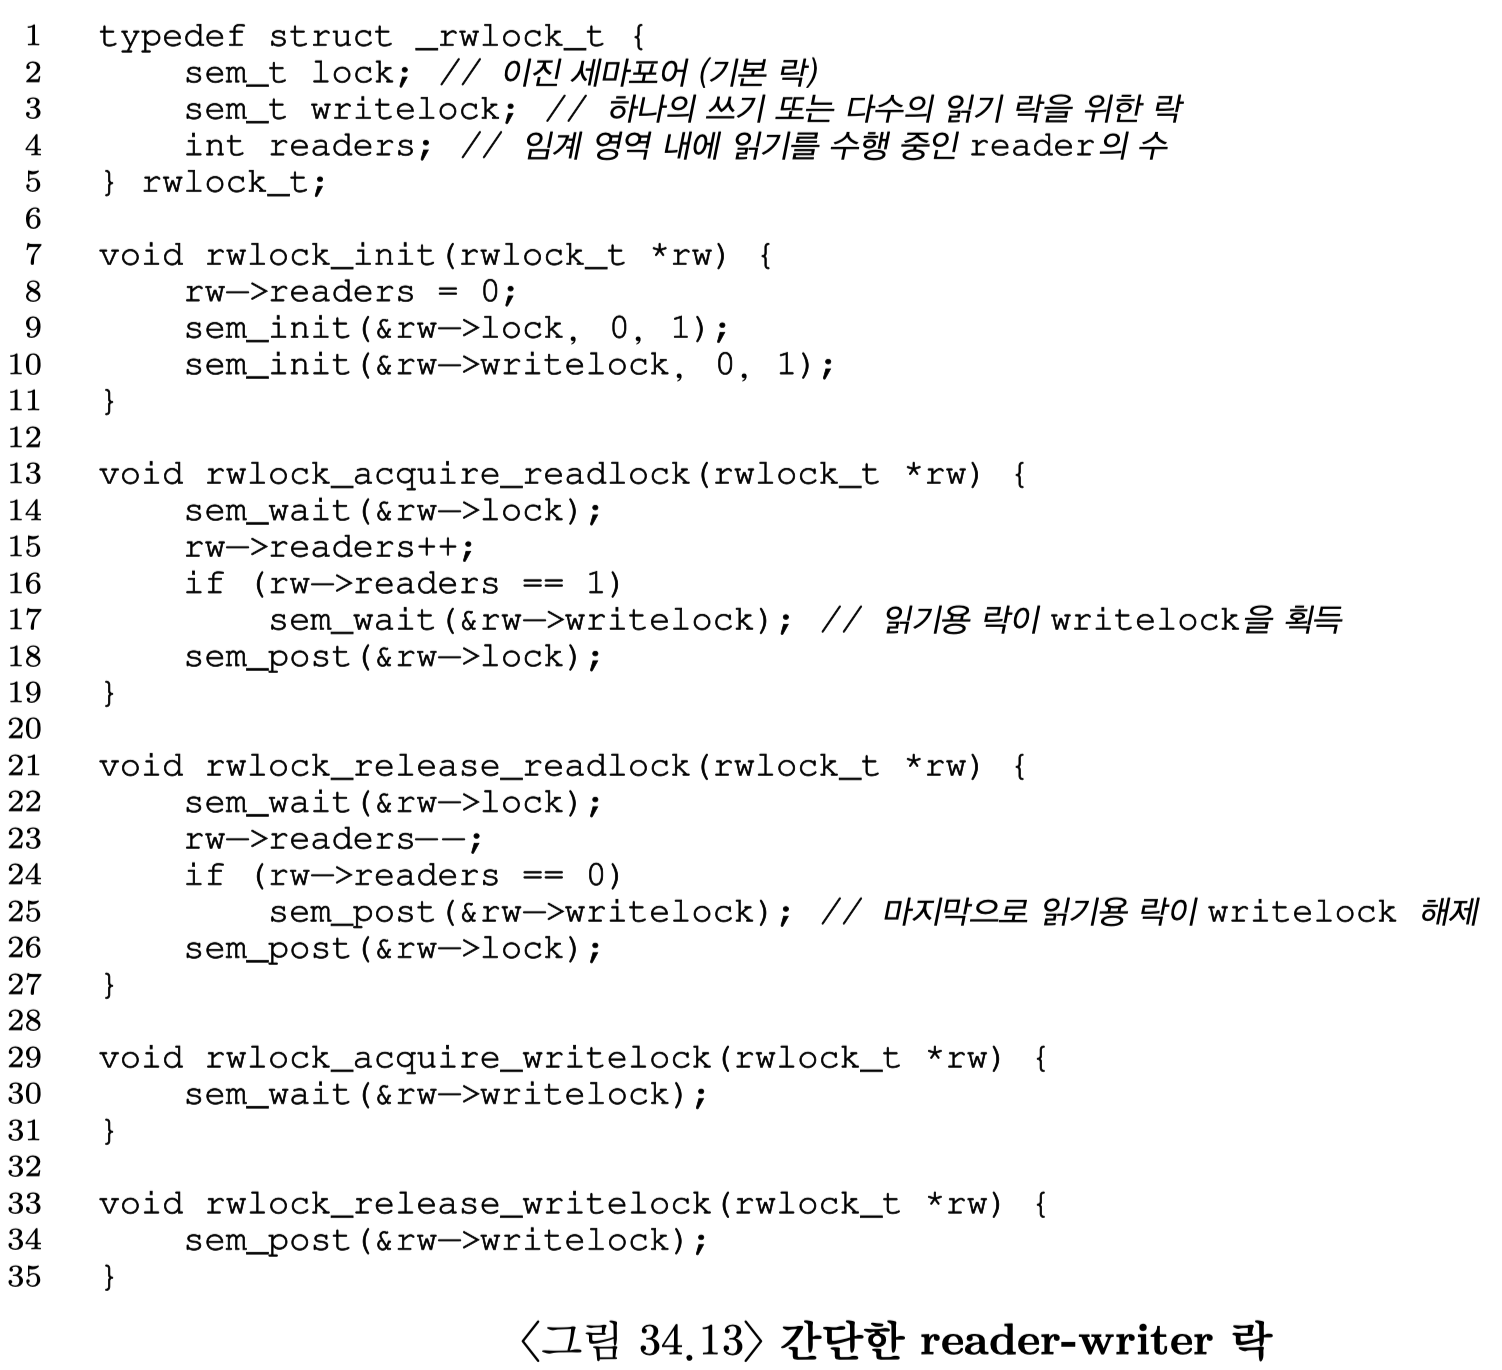 1 typedef struct _rwlock_t {
2 sem_t lock; // 이진 세마포어 (기본 락)
3 sem_t writelock; // 하나의 쓰기 또는 다수의 읽기 락을 위한 락
4 int readers; // 임계 영역 내에 읽기를 수행 중인 reader의 수
5 } rwlock_t;
6
7 void rwlock_init(rwlock_t *rw) {
8 rw->readers = 0;
9 sem_init(&rw->lock, 0, 1);
10 sem_init(&rw->writelock, 0, 1);
11 }
12
13 void rwlock_acquire_readlock(rwlock_t *rw) {
14 sem_wait(&rw->lock);
15 rw->readers++;
16 if (rw->readers == 1)
17 sem_wait(&rw->writelock); // 읽기용 락이 writelock을 획득
18 sem_post(&rw->lock);
19 }
20
21 void rwlock_release_readlock(rwlock_t *rw) {
22 sem_wait(&rw->lock);
23 rw->readers--;
24 if (rw->readers == 0)
25 sem_post(&rw->writelock); // 마지막으로 읽기용 락이 writelock 해제
26 sem_post(&rw->lock);
27 }
28
29 void rwlock_acquire_writelock(rwlock_t *rw) {
30 sem_wait(&rw->writelock);
31 }
32
33 void rwlock_release_writelock(rwlock_t *rw) {
34 sem_post(&rw->writelock);
35 }
〈그림 34.13〉 간단한 reader-writer 락